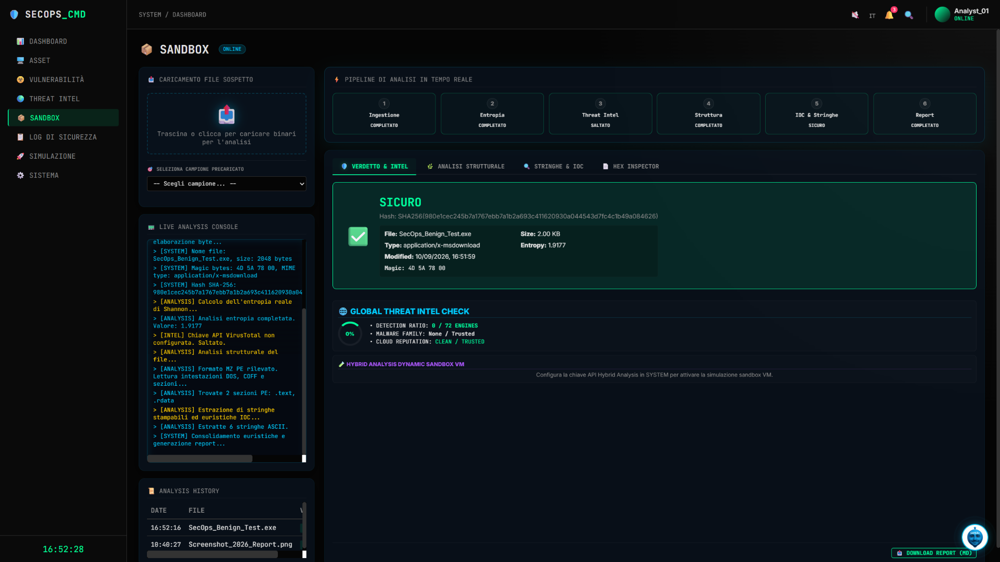 SECOPS_CMD
SYSTEM / DASHBOARD
IT
3
Analyst_01
ONLINE
DASHBOARD
ASSET
VULNERABILITÀ
THREAT INTEL
SANDBOX
LOG DI SICUREZZA
SIMULAZIONE
SISTEMA
16:52:28
SANDBOX
ONLINE
CARICAMENTO FILE SOSPETTO
Trascina o clicca per caricare binari
per l'analisi
SELEZIONA CAMPIONE PRECARICATO
-- Scegli campione... --
LIVE ANALYSIS CONSOLE
elaborazione byte...
> [SYSTEM] Nome file:
SecOps_Benign_Test.exe, size: 2048 bytes
> [SYSTEM] Magic bytes: 4D 5A 78 00, MIME
type: application/x-msdownload
> [SYSTEM] Hash SHA-256:
980e1cec245b7a1767ebb7a1b2a693c411620930a04
> [ANALYSIS] Calcolo dell'entropia reale
di Shannon...
> [ANALYSIS] Analisi entropia completata.
Valore: 1.9177
> [INTEL] Chiave API VirusTotal non
configurata. Saltato.
> [ANALYSIS] Analisi strutturale del
file...
> [ANALYSIS] Formato MZ PE rilevato.
Lettura intestazioni DOS, COFF e
sezioni...
> [ANALYSIS] Trovate 2 sezioni PE: .text,
.rdata
> [ANALYSIS] Estrazione di stringhe
stampabili ed euristiche IOC...
> [ANALYSIS] Estratte 6 stringhe ASCII.
> [SYSTEM] Consolidamento euristiche e
generazione report...
ANALYSIS HISTORY
DATE FILE
16:52:16 SecOps_Benign_Test.exe
10:40:27 Screenshot_2026_Report.png
PIPELINE DI ANALISI IN TEMPO REALE
1
Ingestione
COMPLETATO
2
Entropia
COMPLETATO
3
Threat Intel
SALTATO
4
Struttura
COMPLETATO
5
IOC & Stringhe
SICURO
6
Report
COMPLETATO
VERDETTO & INTEL
ANALISI STRUTTURALE
STRINGHE & IOC
HEX INSPECTOR
SICURO
Hash: SHA256(980e1cec245b7a1767ebb7a1b2a693c411620930a044543d7fc4c1b49a084626)
File: SecOps_Benign_Test.exe
Size: 2.00 KB
Type: application/x-msdownload
Entropy: 1.9177
Modified: 10/09/2026, 16:51:59
Magic: 4D 5A 78 00
GLOBAL THREAT INTEL CHECK
0%
• DETECTION RATIO: 0 / 72 ENGINES
• MALWARE FAMILY: None / Trusted
• CLOUD REPUTATION: CLEAN / TRUSTED
HYBRID ANALYSIS DYNAMIC SANDBOX VM
Configura la chiave API Hybrid Analysis in SYSTEM per attivare la simulazione sandbox VM.
DOWNLOAD REPORT (MD)